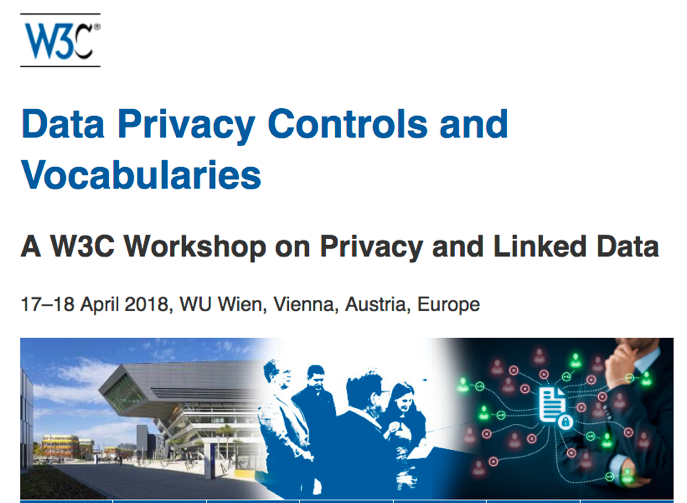 W3C®
Data Privacy Controls and
Vocabularies
A W3C Workshop on Privacy and Linked Data
17–18 April 2018, WU Wien, Vienna, Austria, Europe